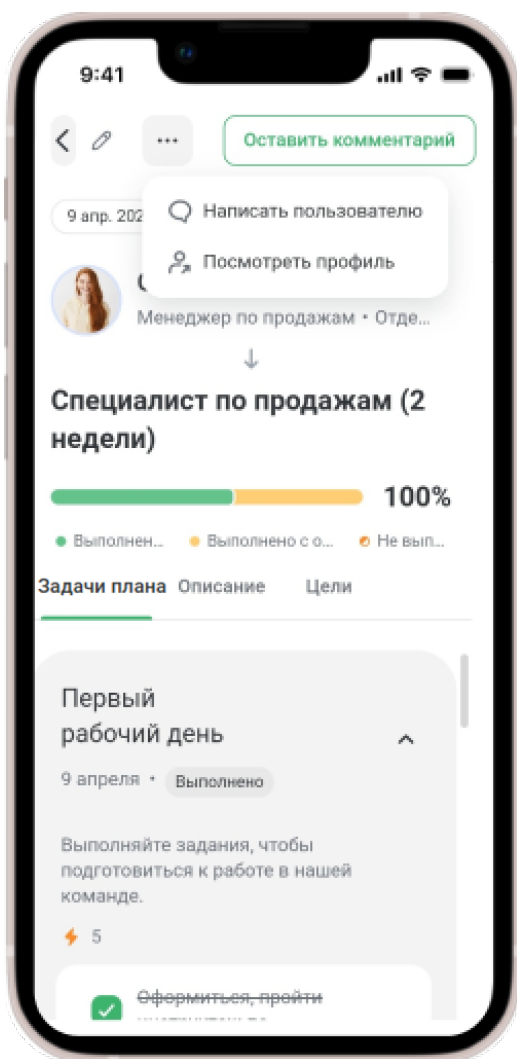 9:41
Оставить комментарий
9 апр. 202
Написать пользователю
Посмотреть профиль
Менеджер по продажам • Отде...
Специалист по продажам (2
недели)
100%
Выполнен... Выполнено с о... Не вып...
Задачи плана Описание Цели
Первый
рабочий день
9 апреля • Выполнено
Выполняйте задания, чтобы
подготовиться к работе в нашей
команде.
5
Оформиться, пройти